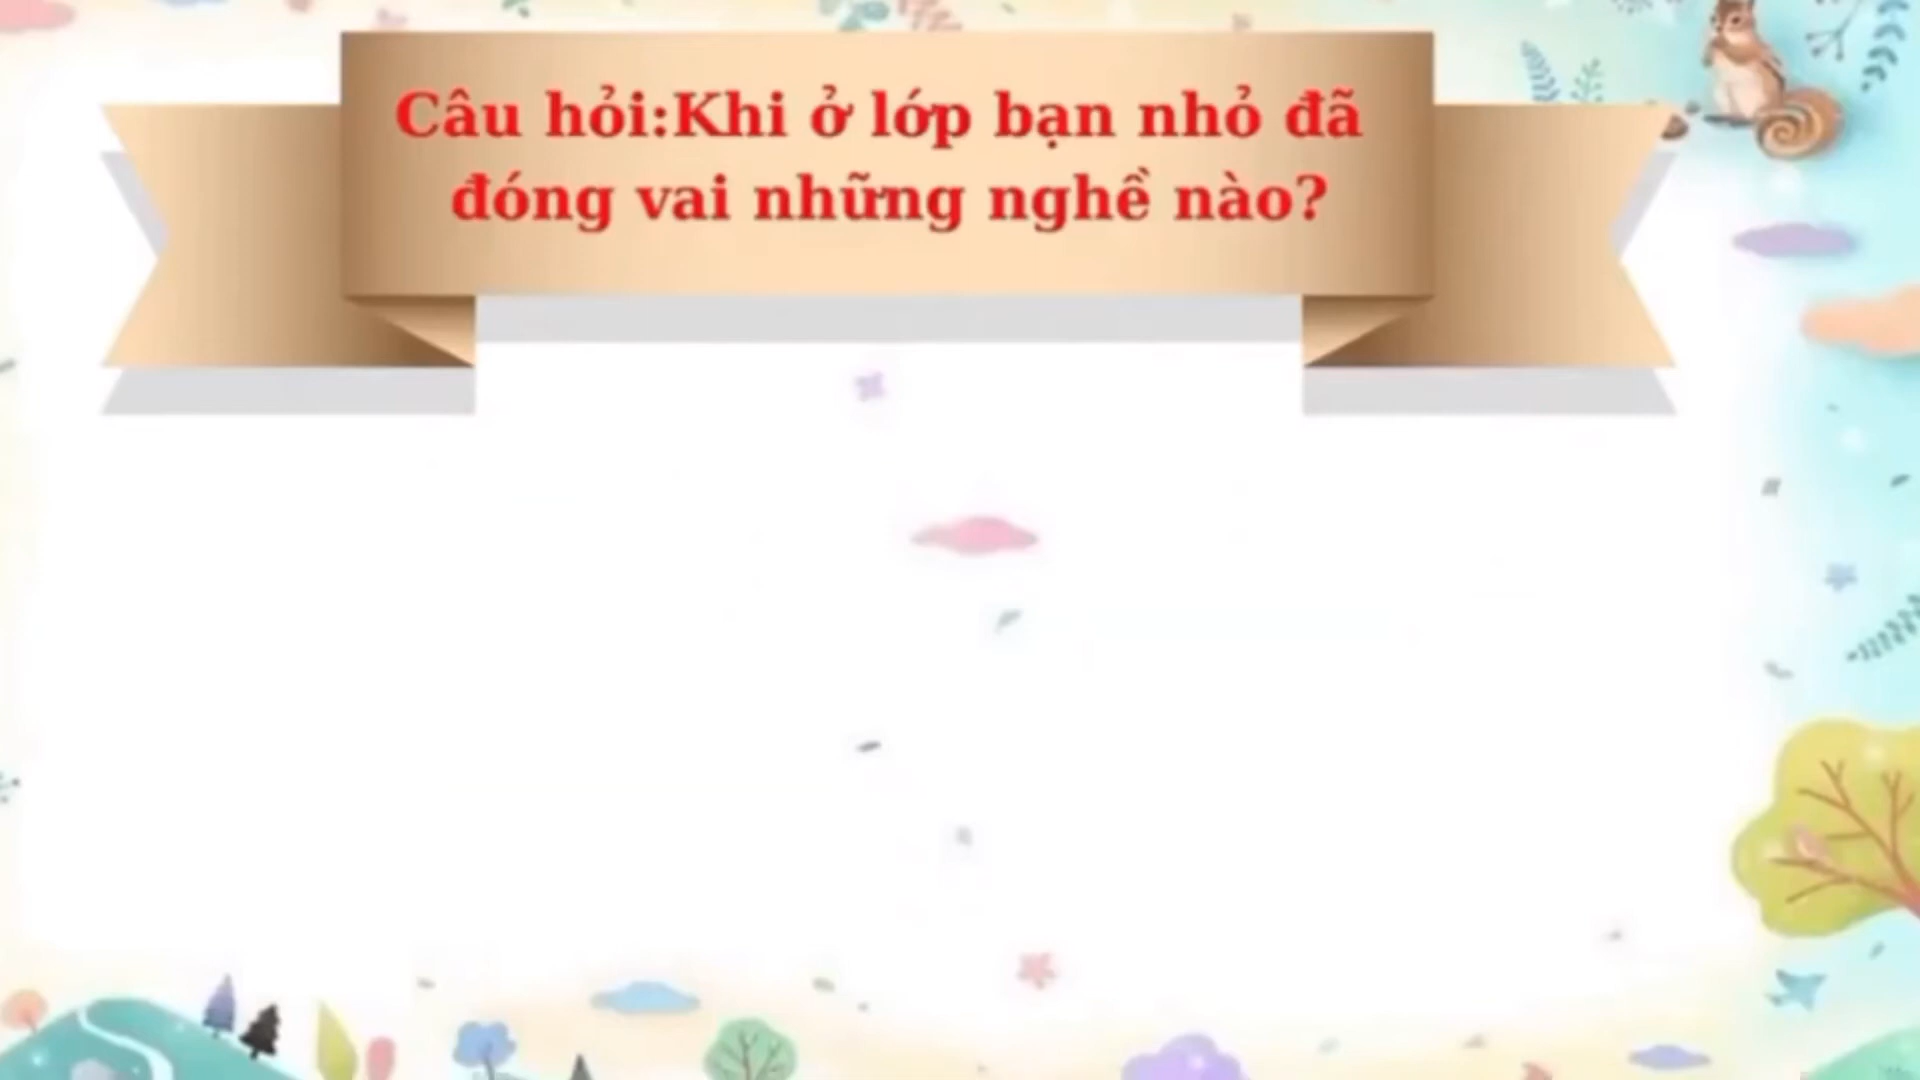 Câu hỏi:Khi ở lớp bạn nhỏ đã
đóng vai những nghề nào?